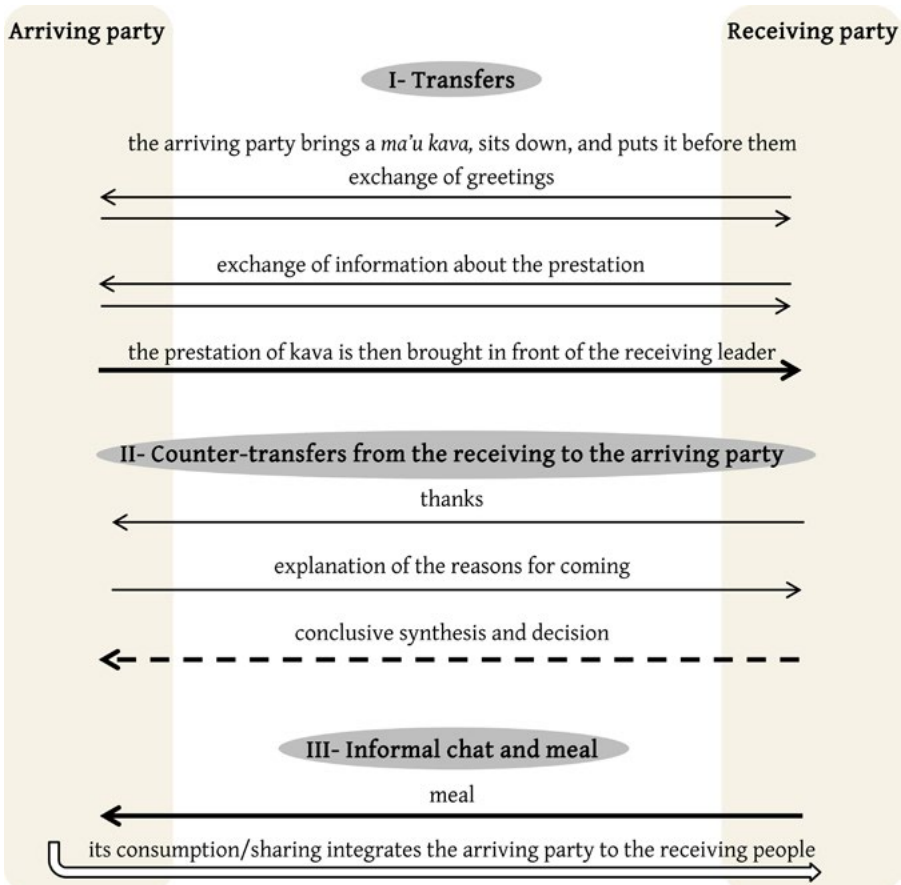 Arriving party
Receiving party
I- Transfers
the arriving party brings a ma'u kava, sits down, and puts it before them
exchange of greetings
exchange of information about the prestation
the prestation of kava is then brought in front of the receiving leader
II- Counter-transfers from the receiving to the arriving party
thanks
explanation of the reasons for coming
conclusive synthesis and decision
III- Informal chat and meal
meal
its consumption/sharing integrates the arriving party to the receiving people